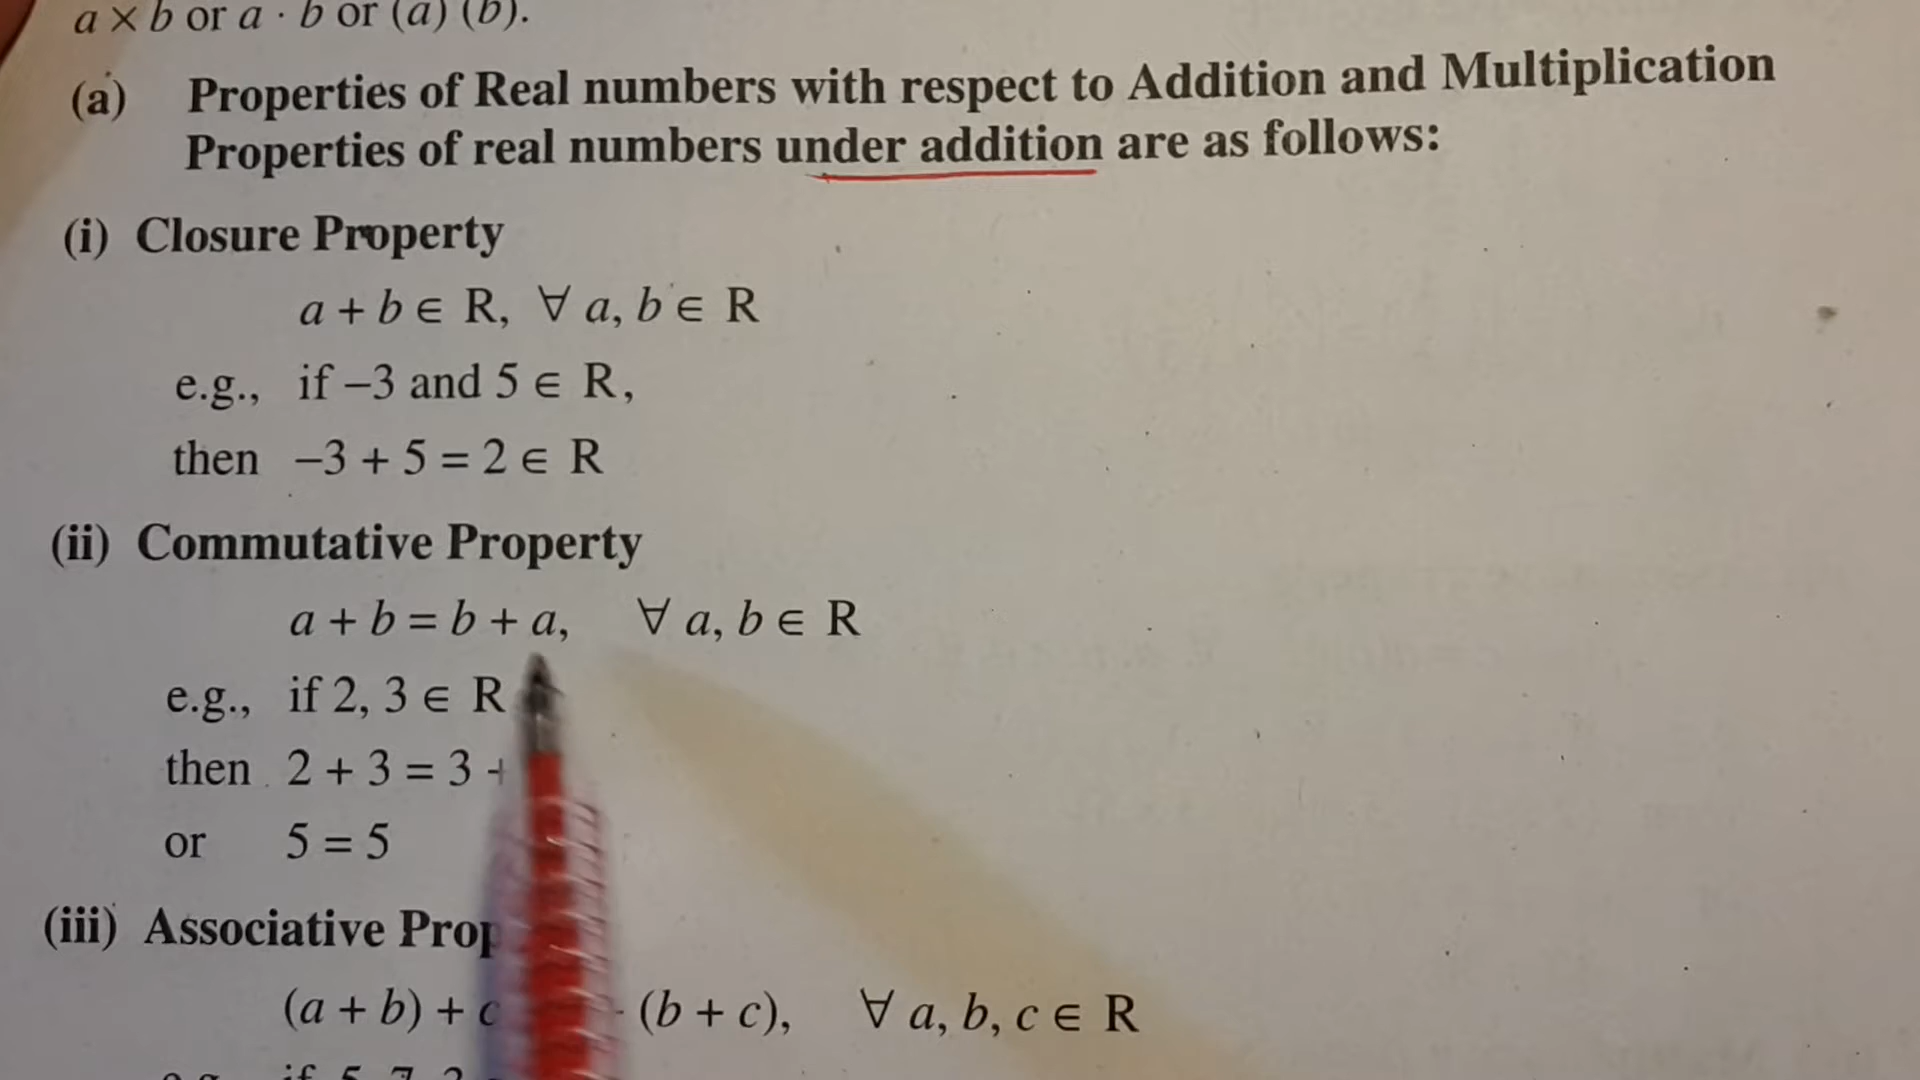 a × b or a · b or (a) (b).
(a) Properties of Real numbers with respect to Addition and Multiplication
Properties of real numbers under addition are as follows:
(i) Closure Property
a + b ∈ R, ∀ a, b ∈ R
e.g., if –3 and 5 ∈ R,
then –3 + 5 = 2 ∈ R
(ii) Commutative Property
a + b = b + a, ∀ a, b ∈ R
e.g., if 2, 3 ∈ R
then 2 + 3 = 3 +
or 5 = 5
(iii) Associative
(a + b) + c (b + c), ∀ a, b, c ∈ R